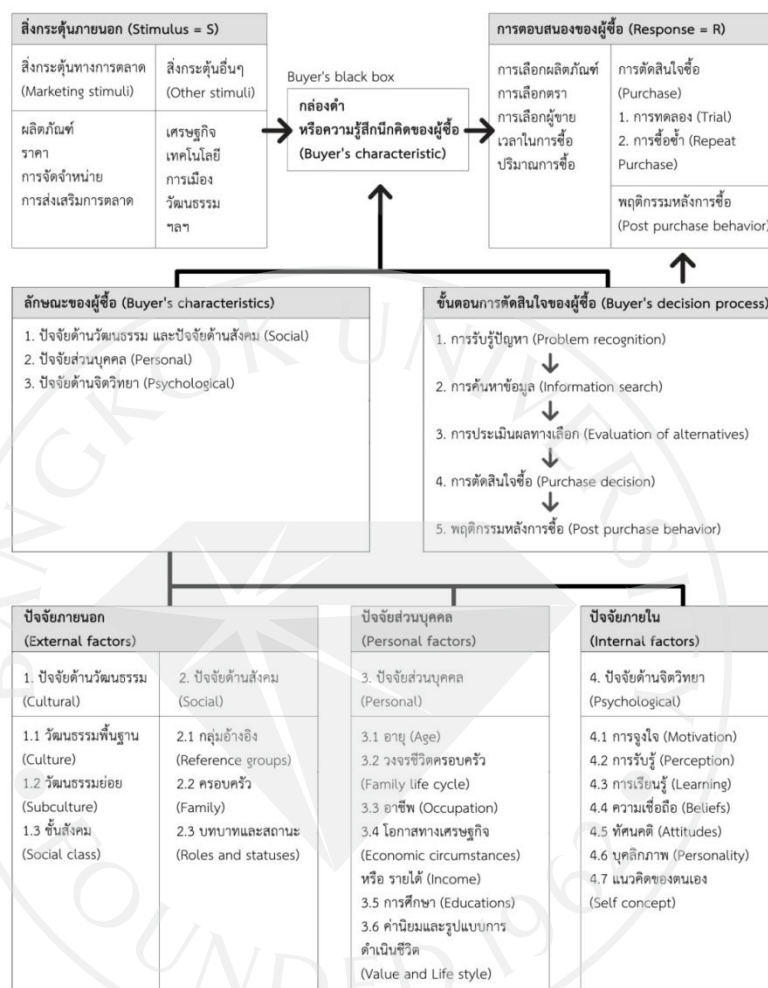 สิ่งกระตุ้นภายนอก (Stimulus = S)
สิ่งกระตุ้นทางการตลาด
(Marketing stimuli)
สิ่งกระตุ้นอื่นๆ
(Other stimuli)
ผลิตภัณฑ์
ราคา
การจัดจำหน่าย
การส่งเสริมการตลาด
เศรษฐกิจ
เทคโนโลยี
การเมือง
วัฒนธรรม
ฯลฯ
Buyer's black box
กล่องดำ
หรือความรู้สึกนึกคิดของผู้ซื้อ
(Buyer's characteristic)
การตอบสนองของผู้ซื้อ (Response = R)
การเลือกผลิตภัณฑ์
การเลือกตรา
การเลือกผู้ขาย
เวลาในการซื้อ
ปริมาณการซื้อ
การตัดสินใจซื้อ
(Purchase)
1. การทดลอง (Trial)
2. การซื้อซ้ำ (Repeat
Purchase)
พฤติกรรมหลังการซื้อ
(Post purchase behavior)
ลักษณะของผู้ซื้อ (Buyer's characteristics)
1. ปัจจัยด้านวัฒนธรรม และปัจจัยด้านสังคม (Social)
2. ปัจจัยส่วนบุคคล (Personal)
3. ปัจจัยด้านจิตวิทยา (Psychological)
ขั้นตอนการตัดสินใจของผู้ซื้อ (Buyer's decision process)
1. การรับรู้ปัญหา (Problem recognition)
2. การค้นหาข้อมูล (Information search)
3. การประเมินผลทางเลือก (Evaluation of alternatives)
4. การตัดสินใจซื้อ (Purchase decision)
5. พฤติกรรมหลังการซื้อ (Post purchase behavior)
ปัจจัยภายนอก
(External factors)
1. ปัจจัยด้านวัฒนธรรม
(Cultural)
2. ปัจจัยด้านสังคม
(Social)
1.1 วัฒนธรรมพื้นฐาน
(Culture)
1.2 วัฒนธรรมย่อย
(Subculture)
1.3 ชั้นสังคม
(Social class)
2.1 กลุ่มอ้างอิง
(Reference groups)
2.2 ครอบครัว
(Family)
2.3 บทบาทและสถานะ
(Roles and statuses)
ปัจจัยส่วนบุคคล
(Personal factors)
3. ปัจจัยส่วนบุคคล
(Personal)
3.1 อายุ (Age)
3.2 วงจรชีวิตครอบครัว
(Family life cycle)
3.3 อาชีพ (Occupation)
3.4 โอกาสทางเศรษฐกิจ
(Economic circumstances)
หรือ รายได้ (Income)
3.5 การศึกษา (Educations)
3.6 ค่านิยมและรูปแบบการ
ดำเนินชีวิต
(Value and Life style)
ปัจจัยภายใน
(Internal factors)
4. ปัจจัยด้านจิตวิทยา
(Psychological)
4.1 การจูงใจ (Motivation)
4.2 การรับรู้ (Perception)
4.3 การเรียนรู้ (Learning)
4.4 ความเชื่อถือ (Beliefs)
4.5 ทัศนคติ (Attitudes)
4.6 บุคลิกภาพ (Personality)
4.7 แนวคิดของตนเอง
(Self concept)
BANGKOK UNIVERSITY
FOUNDED 1962